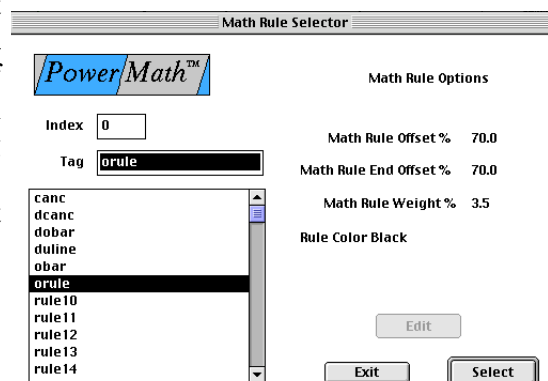 Math Rule Selector
PowerMath™
Math Rule Options
Index 0
Math Rule Offset % 70.0
Tag orule
Math Rule End Offset % 70.0
canc
Math Rule Weight % 3.5
dcanc
dobar
Rule Color Black
duline
obar
orule
rule10
rule11
rule12
Edit
rule13
rule14
Exit
Select